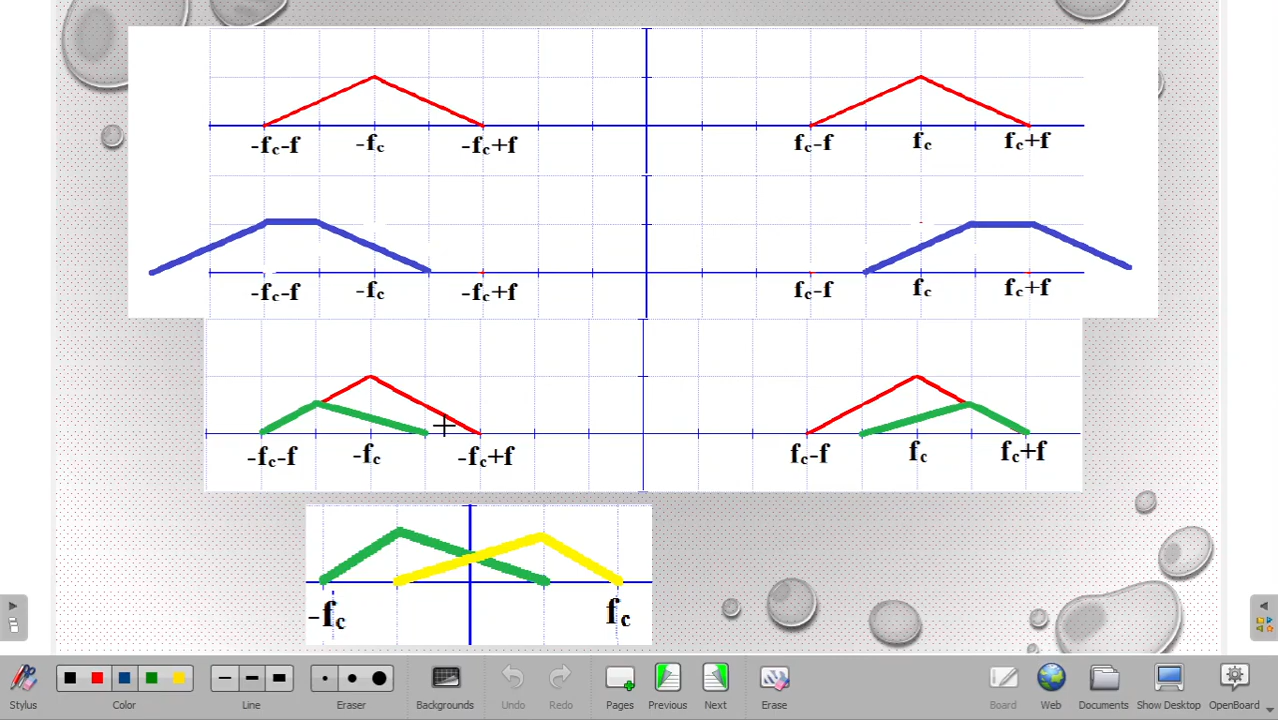 -fc-f -fc -fc+f fc-f fc fc+f
-fc-f -fc -fc+f fc-f fc fc+f
-fc-f -fc -fc+f fc-f fc fc+f
-fc fc
Stylus Color Line Eraser Backgrounds Undo Redo Pages Previous Next Erase Board Web Documents Show Desktop OpenBoard